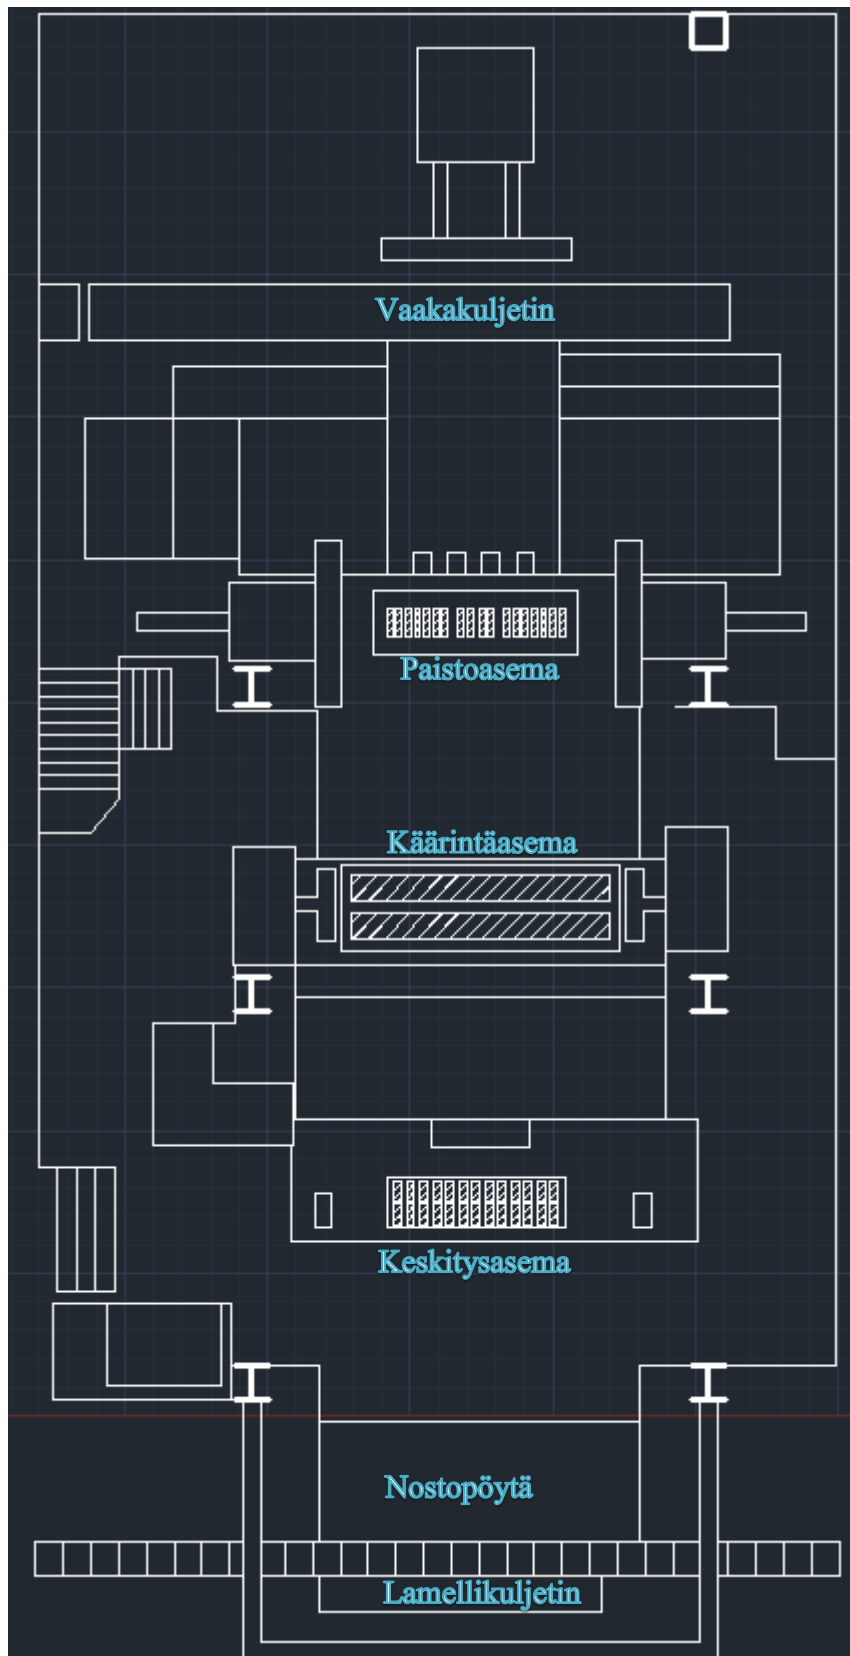 Vaakakuljetin
Paistoasema
Käärintäasema
Keskitysasema
Nostopöytä
Lamellikuljetin